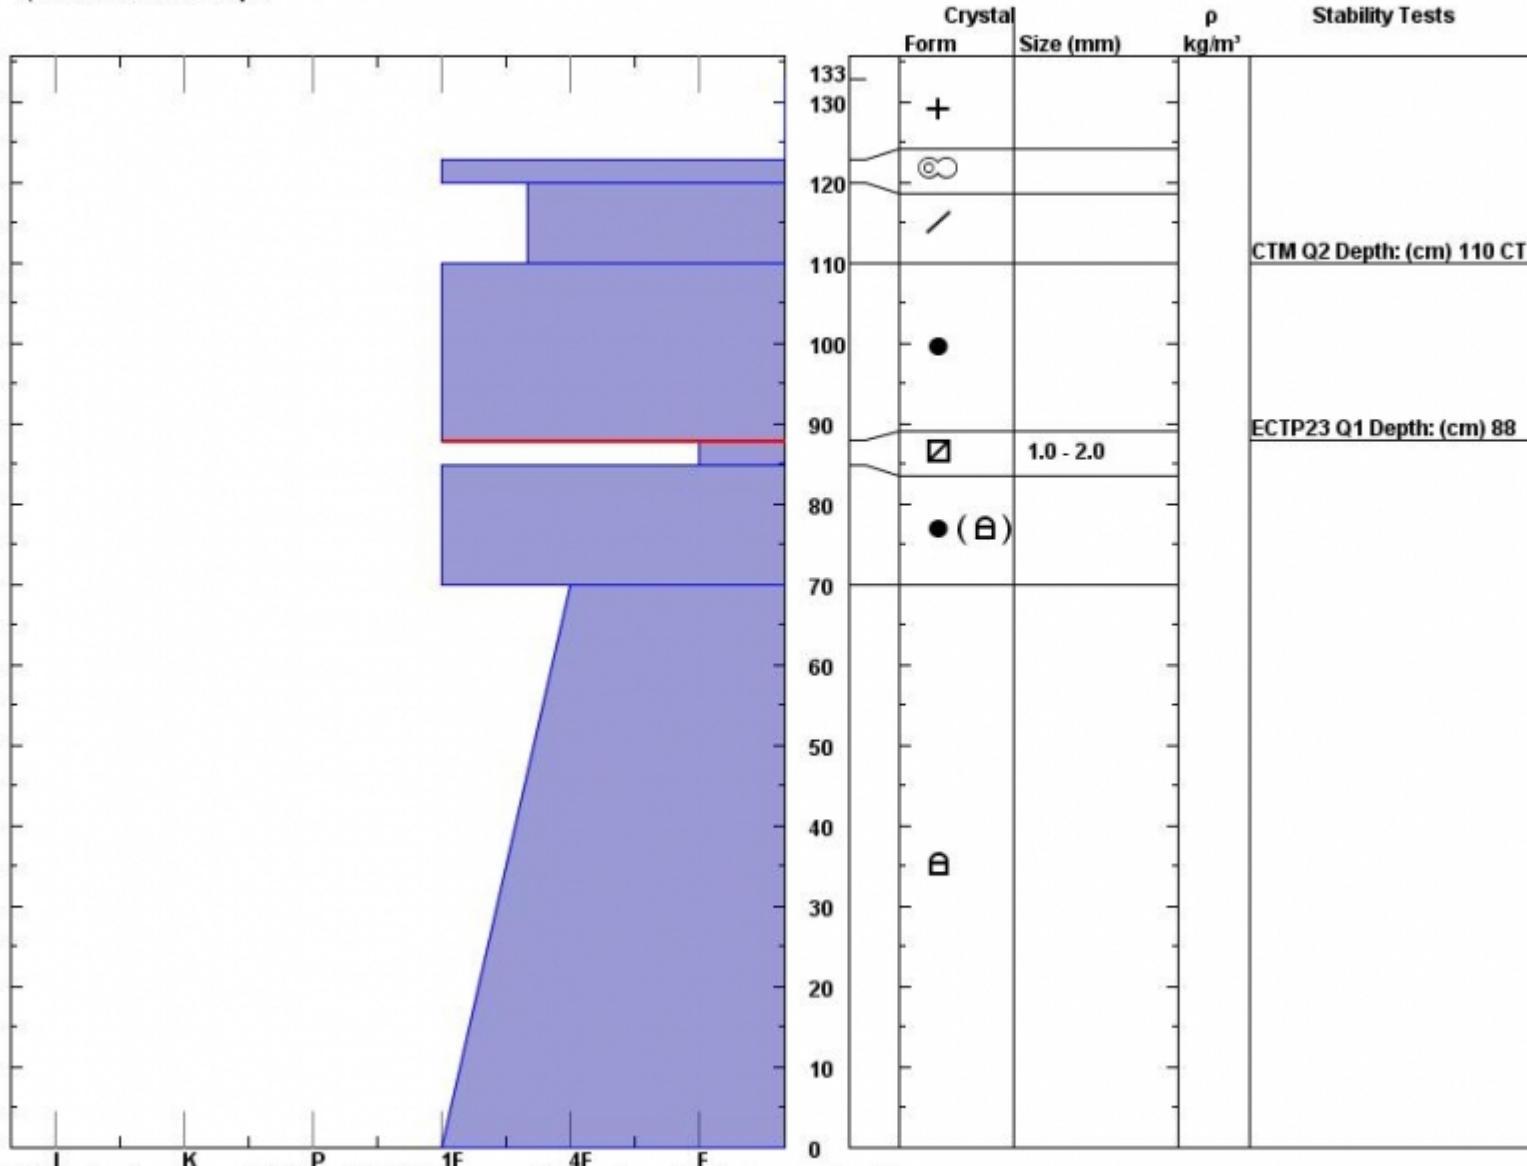 Crystal ρ Stability Tests
Form Size (mm) kg/m³
133
130
120
CTM Q2 Depth: (cm) 110 CT
110
100
90
ECTP23 Q1 Depth: (cm) 88
1.0 - 2.0
80
( )
70
60
50
40
30
20
10
0
I K P 1F 4F F